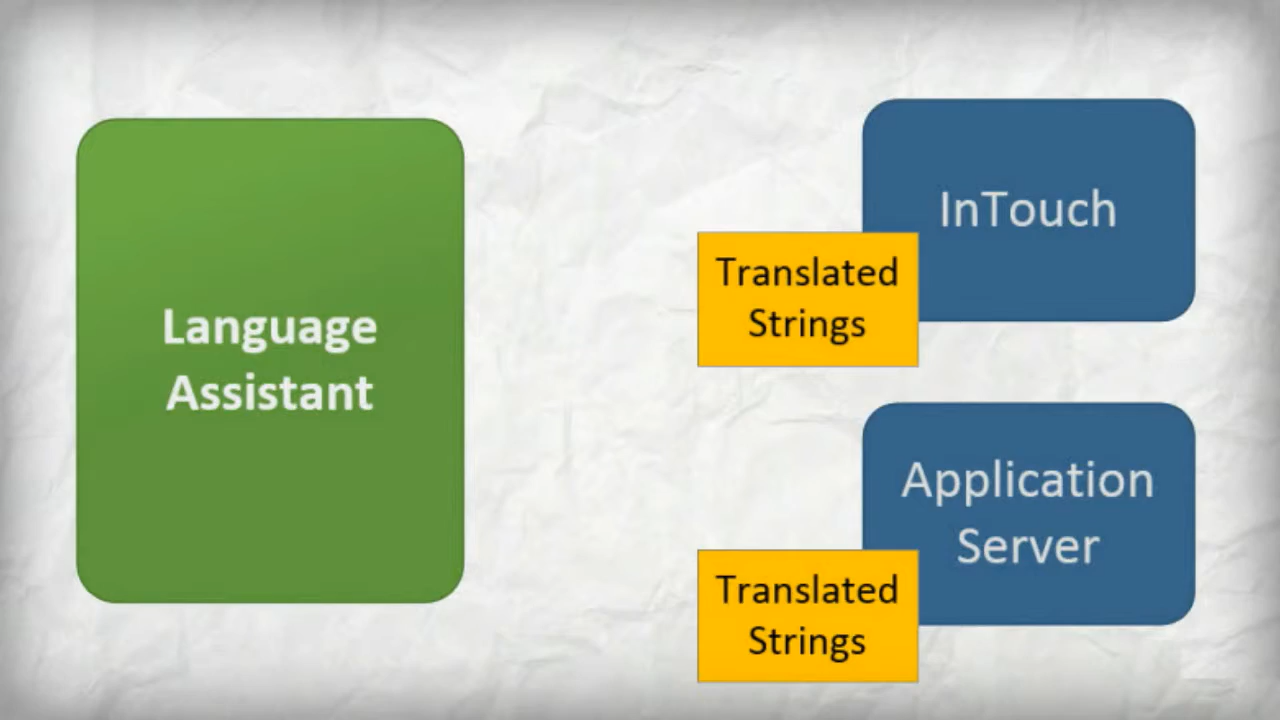 Language
Assistant
InTouch
Translated
Strings
Application
Server
Translated
Strings